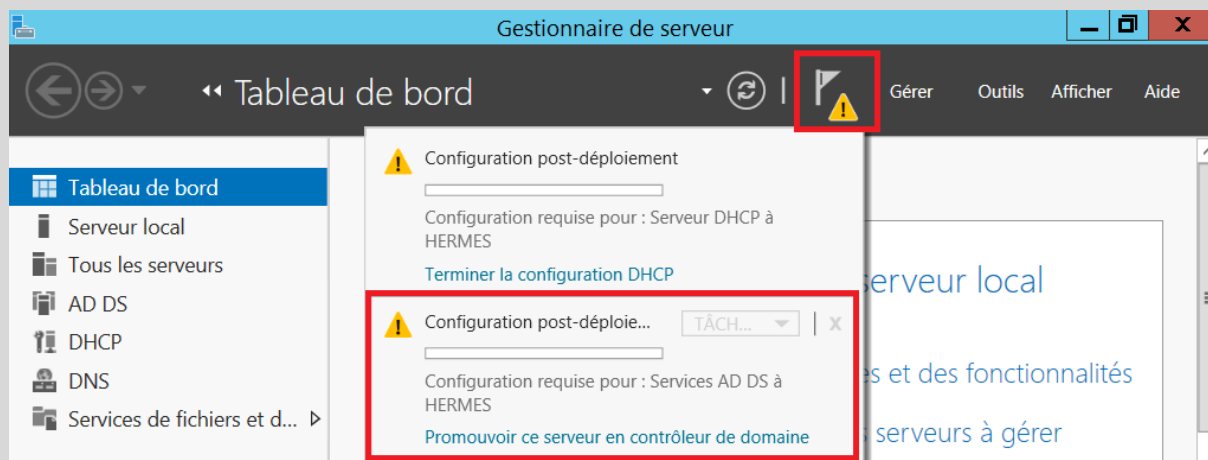 Gestionnaire de serveur
Tableau de bord
Gérer Outils Afficher Aide
Tableau de bord
Serveur local
Tous les serveurs
AD DS
DHCP
DNS
Services de fichiers et d...
Configuration post-déploiement
Configuration requise pour : Serveur DHCP à
HERMES
Terminer la configuration DHCP
Configuration post-déploie... TÂCH... X
Configuration requise pour : Services AD DS à
HERMES
Promouvoir ce serveur en contrôleur de domaine
serveur local
s et des fonctionnalités
serveurs à gérer